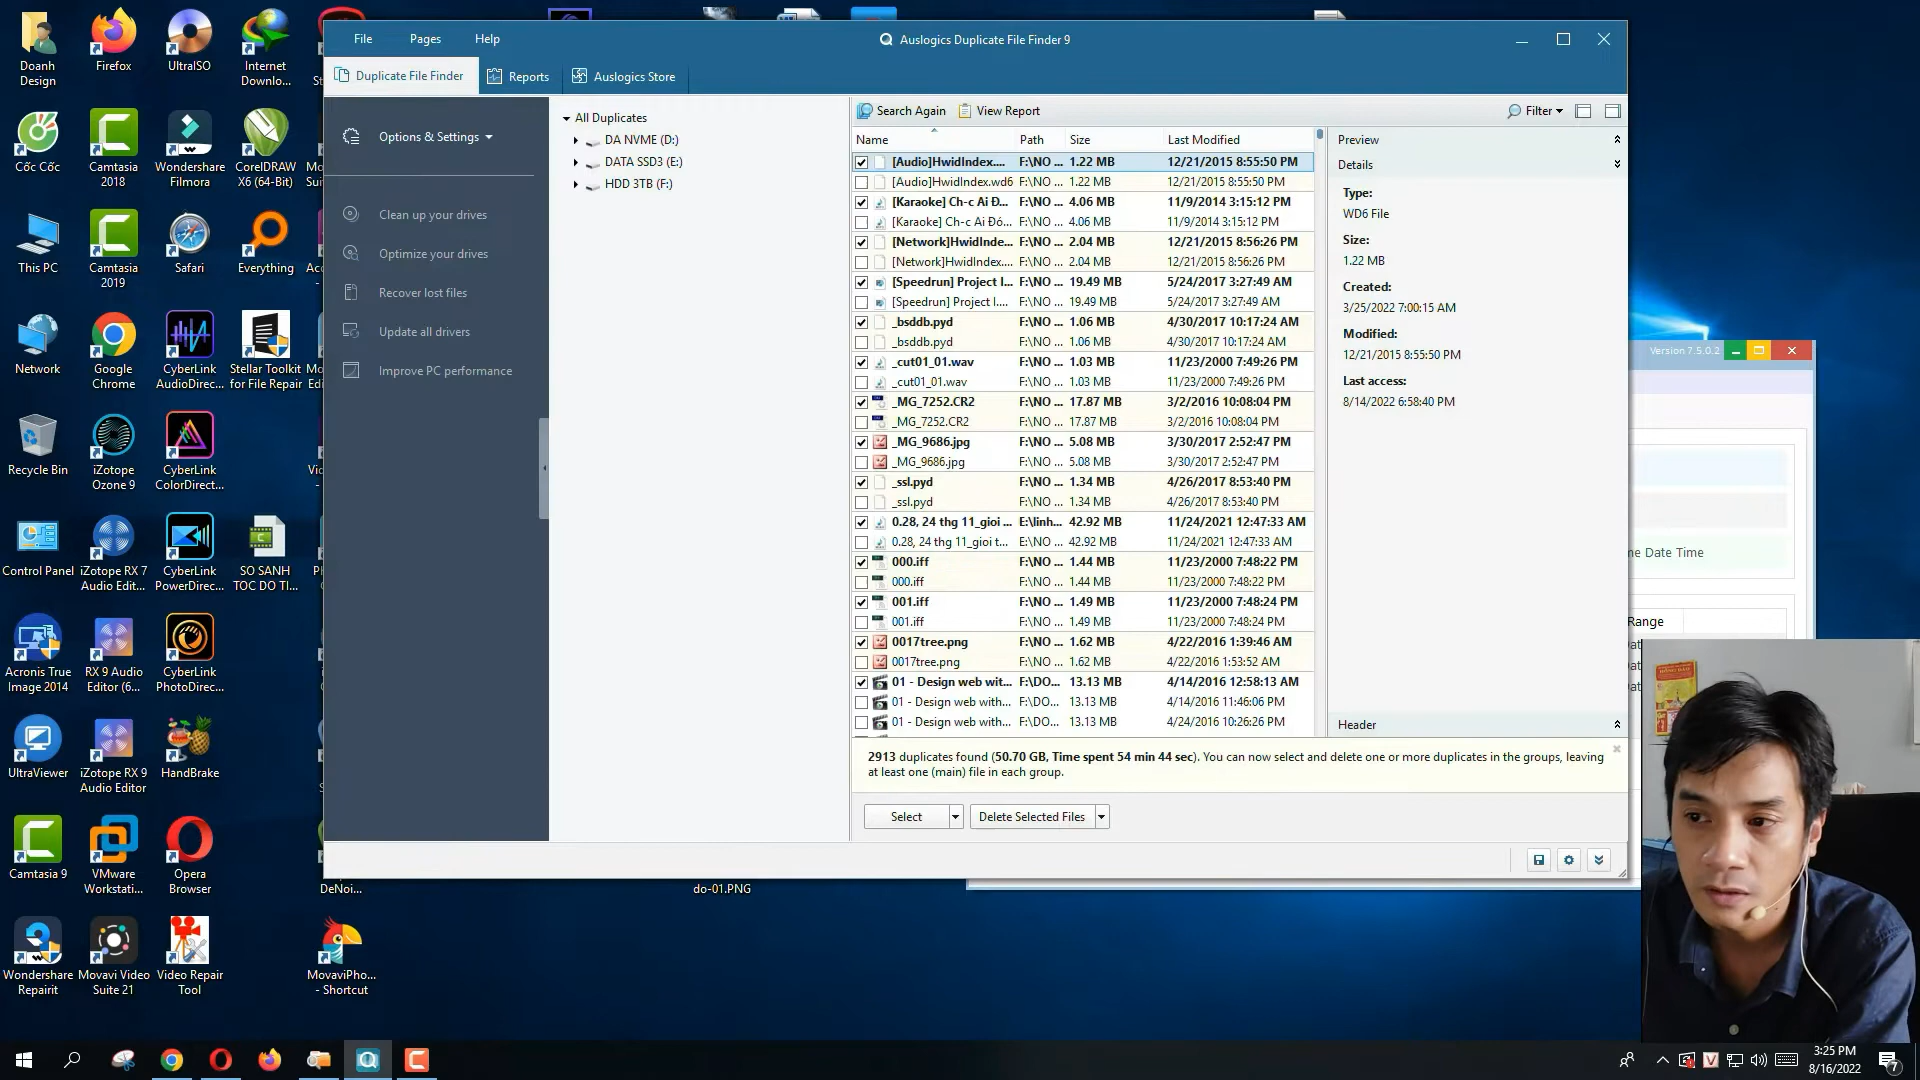 File Pages Help
Auslogics Duplicate File Finder 9
Duplicate File Finder Reports Auslogics Store
Options & Settings
Clean up your drives
Optimize your drives
Recover lost files
Update all drivers
Improve PC performance
All Duplicates
DA NVME (D:)
DATA SSD3 (E:)
HDD 3TB (F:)
Search Again View Report Filter
Name Path Size Last Modified
[Audio]HwidIndex.... F:\NO ... 1.22 MB 12/21/2015 8:55:50 PM
[Audio]HwidIndex.wd6 F:\NO ... 1.22 MB 12/21/2015 8:55:50 PM
[Karaoke] Ch-c Ai Đ... F:\NO ... 4.06 MB 11/9/2014 3:15:12 PM
[Karaoke] Ch-c Ai Đó... F:\NO ... 4.06 MB 11/9/2014 3:15:12 PM
[Network]HwidInde... F:\NO ... 2.04 MB 12/21/2015 8:56:26 PM
[Network]HwidIndex.... F:\NO ... 2.04 MB 12/21/2015 8:56:26 PM
[Speedrun] Project I... F:\NO ... 19.49 MB 5/24/2017 3:27:49 AM
[Speedrun] Project I.... F:\NO ... 19.49 MB 5/24/2017 3:27:49 AM
_bsddb.pyd F:\NO ... 1.06 MB 4/30/2017 10:17:24 AM
_bsddb.pyd F:\NO ... 1.06 MB 4/30/2017 10:17:24 AM
_cut01_01.wav F:\NO ... 1.03 MB 11/23/2000 7:49:26 PM
_cut01_01.wav F:\NO ... 1.03 MB 11/23/2000 7:49:26 PM
_MG_7252.CR2 F:\NO ... 17.87 MB 3/2/2016 10:08:04 PM
_MG_7252.CR2 F:\NO ... 17.87 MB 3/2/2016 10:08:04 PM
_MG_9686.jpg F:\NO ... 5.08 MB 3/30/2017 2:52:47 PM
_MG_9686.jpg F:\NO ... 5.08 MB 3/30/2017 2:52:47 PM
_ssl.pyd F:\NO ... 1.34 MB 4/26/2017 8:53:40 PM
_ssl.pyd F:\NO ... 1.34 MB 4/26/2017 8:53:40 PM
0.28, 24 thg 11_gioi ... E:\linh... 42.92 MB 11/24/2021 12:47:33 AM
0.28, 24 thg 11_gioi t... E:\linh... 42.92 MB 11/24/2021 12:47:33 AM
000.iff F:\NO ... 1.44 MB 11/23/2000 7:48:22 PM
000.iff F:\NO ... 1.44 MB 11/23/2000 7:48:22 PM
001.iff F:\NO ... 1.49 MB 11/23/2000 7:48:24 PM
001.iff F:\NO ... 1.49 MB 11/23/2000 7:48:24 PM
0017tree.png F:\NO ... 1.62 MB 4/22/2016 1:39:46 AM
0017tree.png F:\NO ... 1.62 MB 4/22/2016 1:53:52 AM
01 - Design web wit... F:\DO... 13.13 MB 4/14/2016 12:58:13 AM
01 - Design web with... F:\DO... 13.13 MB 4/14/2016 11:46:06 PM
01 - Design web with... F:\DO... 13.13 MB 4/24/2016 10:26:26 PM
Preview
Details
Type:
WD6 File
Size:
1.22 MB
Created:
3/25/2022 7:00:15 AM
Modified:
12/21/2015 8:55:50 PM
Last access:
8/14/2022 6:58:40 PM
Header
2913 duplicates found (50.70 GB, Time spent 54 min 44 sec). You can now select and delete one or more duplicates in the groups, leaving
at least one (main) file in each group.
Select Delete Selected Files
Version 7.5.0.2
me Date Time
Range
Dat
Doanh
Design
Firefox
UltraISO
Internet
Downlo...
Cốc Cốc
Camtasia
2018
Wondershare
Filmora
CorelDRAW
X6 (64-Bit)
This PC
Camtasia
2019
Safari
Everything
Network
Google
Chrome
CyberLink
AudioDirec...
Stellar Toolkit
for File Repair
Recycle Bin
iZotope
Ozone 9
CyberLink
ColorDirect...
Control Panel
iZotope RX 7
Audio Edit...
CyberLink
PowerDirec...
SO SANH
TOC DO TI...
Acronis True
Image 2014
RX 9 Audio
Editor (6...
CyberLink
PhotoDirec...
UltraViewer
iZotope RX 9
Audio Editor
HandBrake
Camtasia 9
VMware
Workstati...
Opera
Browser
DeNoi...
do-01.PNG
Wondershare
Repairit
Movavi Video
Suite 21
Video Repair
Tool
MovaviPho...
- Shortcut
3:25 PM
8/16/2022
7